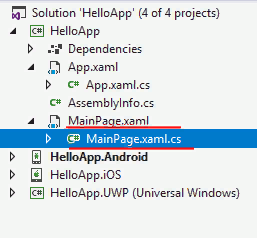 Solution 'HelloApp' (4 of 4 projects)
HelloApp
Dependencies
App.xaml
App.xaml.cs
AssemblyInfo.cs
MainPage.xaml
MainPage.xaml.cs
HelloApp.Android
HelloApp.iOS
HelloApp.UWP (Universal Windows)